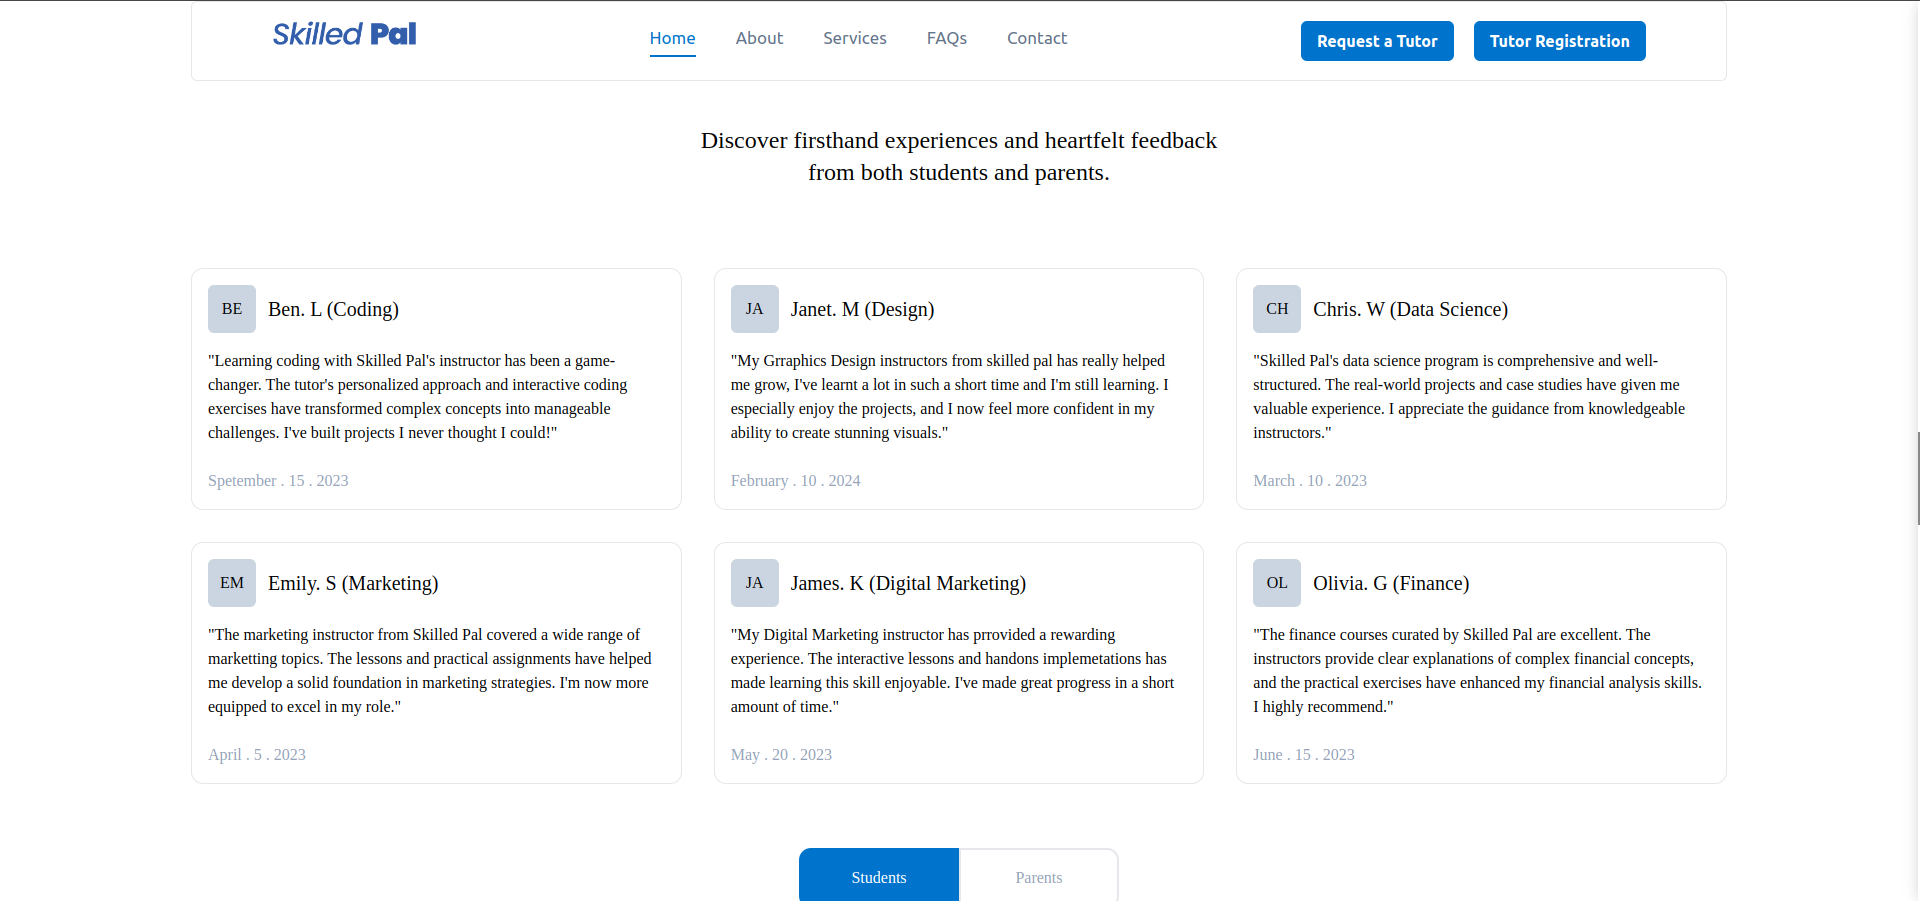 Skilled Pal
Home About Services FAQs Contact
Request a Tutor Tutor Registration
Discover firsthand experiences and heartfelt feedback
from both students and parents.
BE Ben. L (Coding)
"Learning coding with Skilled Pal's instructor has been a game-
changer. The tutor's personalized approach and interactive coding
exercises have transformed complex concepts into manageable
challenges. I've built projects I never thought I could!"
Spetember . 15 . 2023
JA Janet. M (Design)
"My Grraphics Design instructors from skilled pal has really helped
me grow, I've learnt a lot in such a short time and I'm still learning. I
especially enjoy the projects, and I now feel more confident in my
ability to create stunning visuals."
February . 10 . 2024
CH Chris. W (Data Science)
"Skilled Pal's data science program is comprehensive and well-
structured. The real-world projects and case studies have given me
valuable experience. I appreciate the guidance from knowledgeable
instructors."
March . 10 . 2023
EM Emily. S (Marketing)
"The marketing instructor from Skilled Pal covered a wide range of
marketting topics. The lessons and practical assignments have helped
me develop a solid foundation in marketing strategies. I'm now more
equipped to excel in my role."
April . 5 . 2023
JA James. K (Digital Marketing)
"My Digital Marketing instructor has prrovided a rewarding
experience. The interactive lessons and handons implemetations has
made learning this skill enjoyable. I've made great progress in a short
amount of time."
May . 20 . 2023
OL Olivia. G (Finance)
"The finance courses curated by Skilled Pal are excellent. The
instructors provide clear explanations of complex financial concepts,
and the practical exercises have enhanced my financial analysis skills.
I highly recommend."
June . 15 . 2023
Students Parents